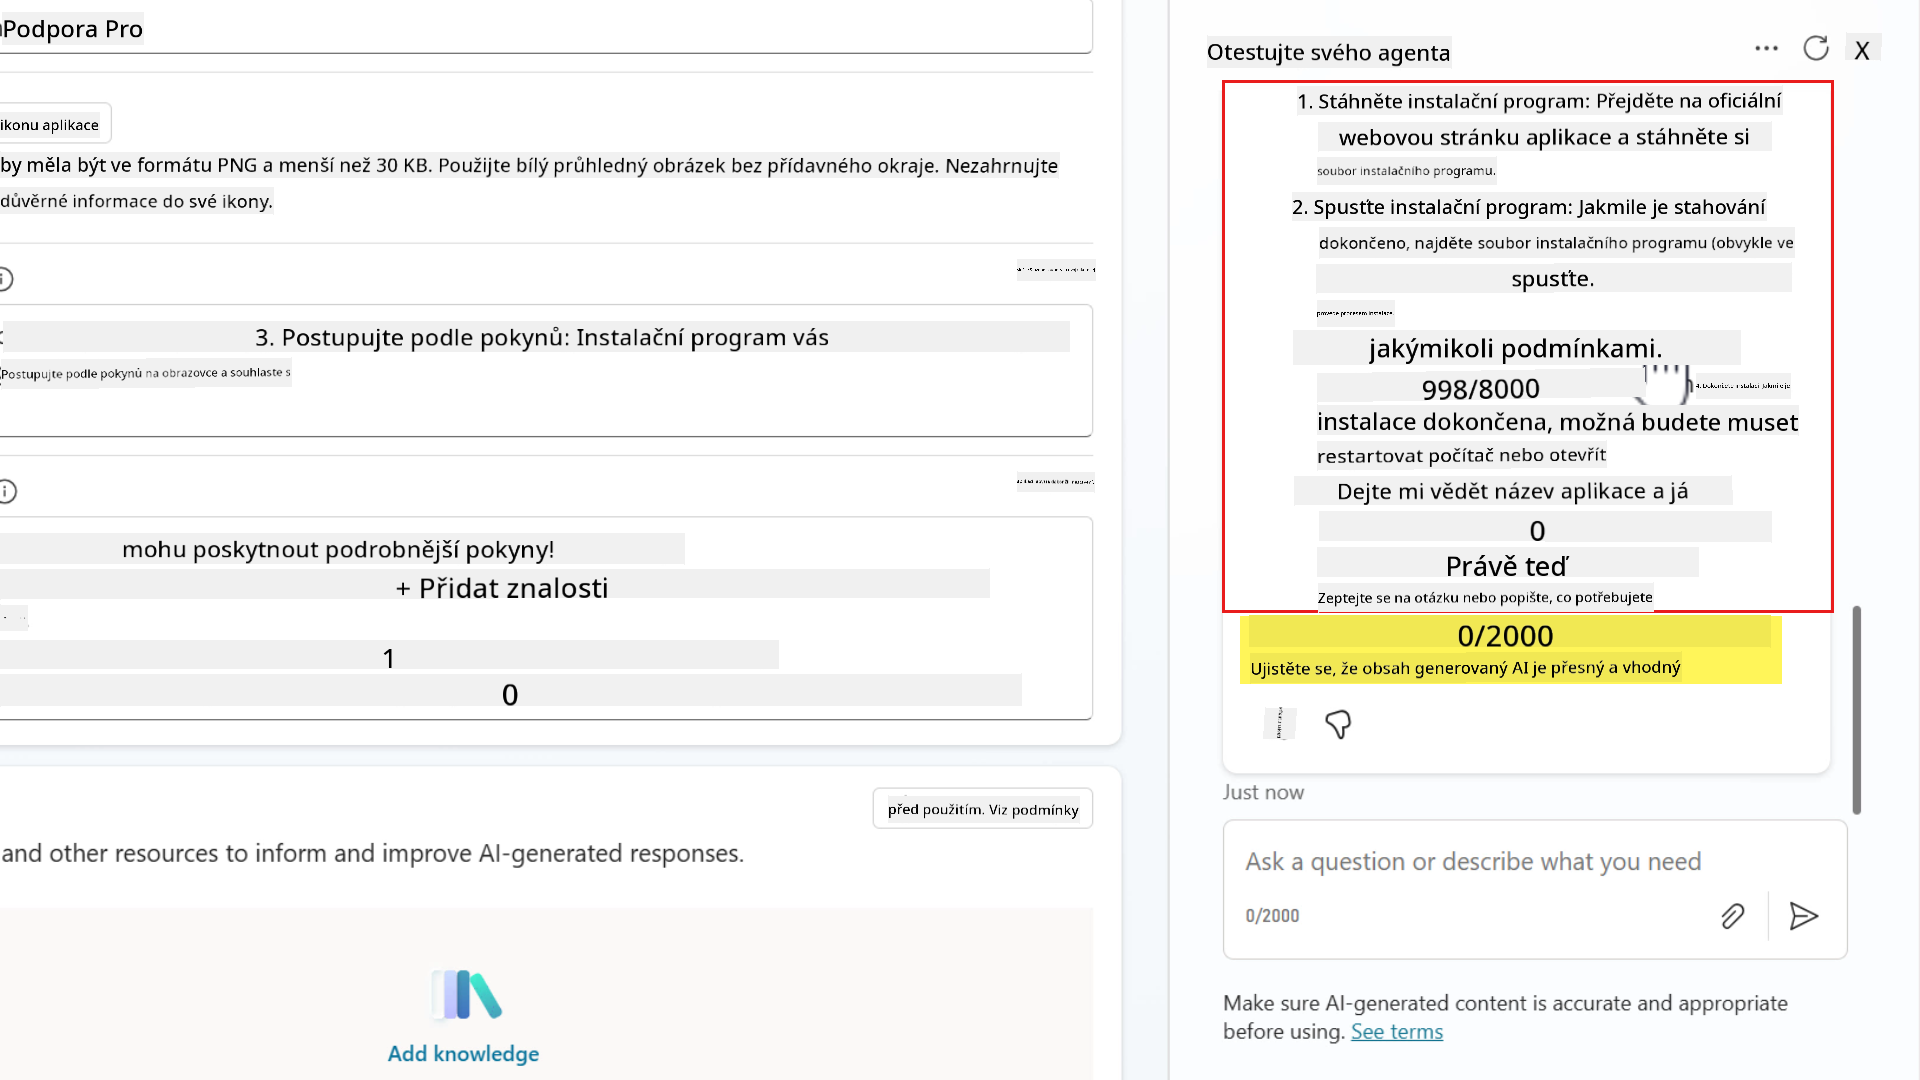 Podpora Pro
ikonu aplikace
by měla být ve formátu PNG a menší než 30 KB. Použijte bílý průhledný obrázek bez přídavného okraje. Nezahrnujte
důvěrné informace do své ikony.
3. Postupujte podle pokynů: Instalační program vás
Postupujte podle pokynů na obrazovce a souhlaste s
mohu poskytnout podrobnější pokyny!
+ Přidat znalosti
1
0
před použitím. Viz podmínky
and other resources to inform and improve AI-generated responses.
Add knowledge
Otestujte svého agenta
X
1. Stáhněte instalační program: Přejděte na oficiální
webovou stránku aplikace a stáhněte si
soubor instalačního programu.
2. Spusťte instalační program: Jakmile je stahování
dokončeno, najděte soubor instalačního programu (obvykle ve
spusťte.
provede procesem instalace.
jakýmikoli podmínkami.
998/8000
4. Dokončete instalaci: Jakmile je
instalace dokončena, možná budete muset
restartovat počítač nebo otevřít
Dejte mi vědět název aplikace a já
0
Právě teď
Zeptejte se na otázku nebo popište, co potřebujete
0/2000
Ujistěte se, že obsah generovaný AI je přesný a vhodný
Just now
Ask a question or describe what you need
0/2000
Make sure AI-generated content is accurate and appropriate
before using. See terms